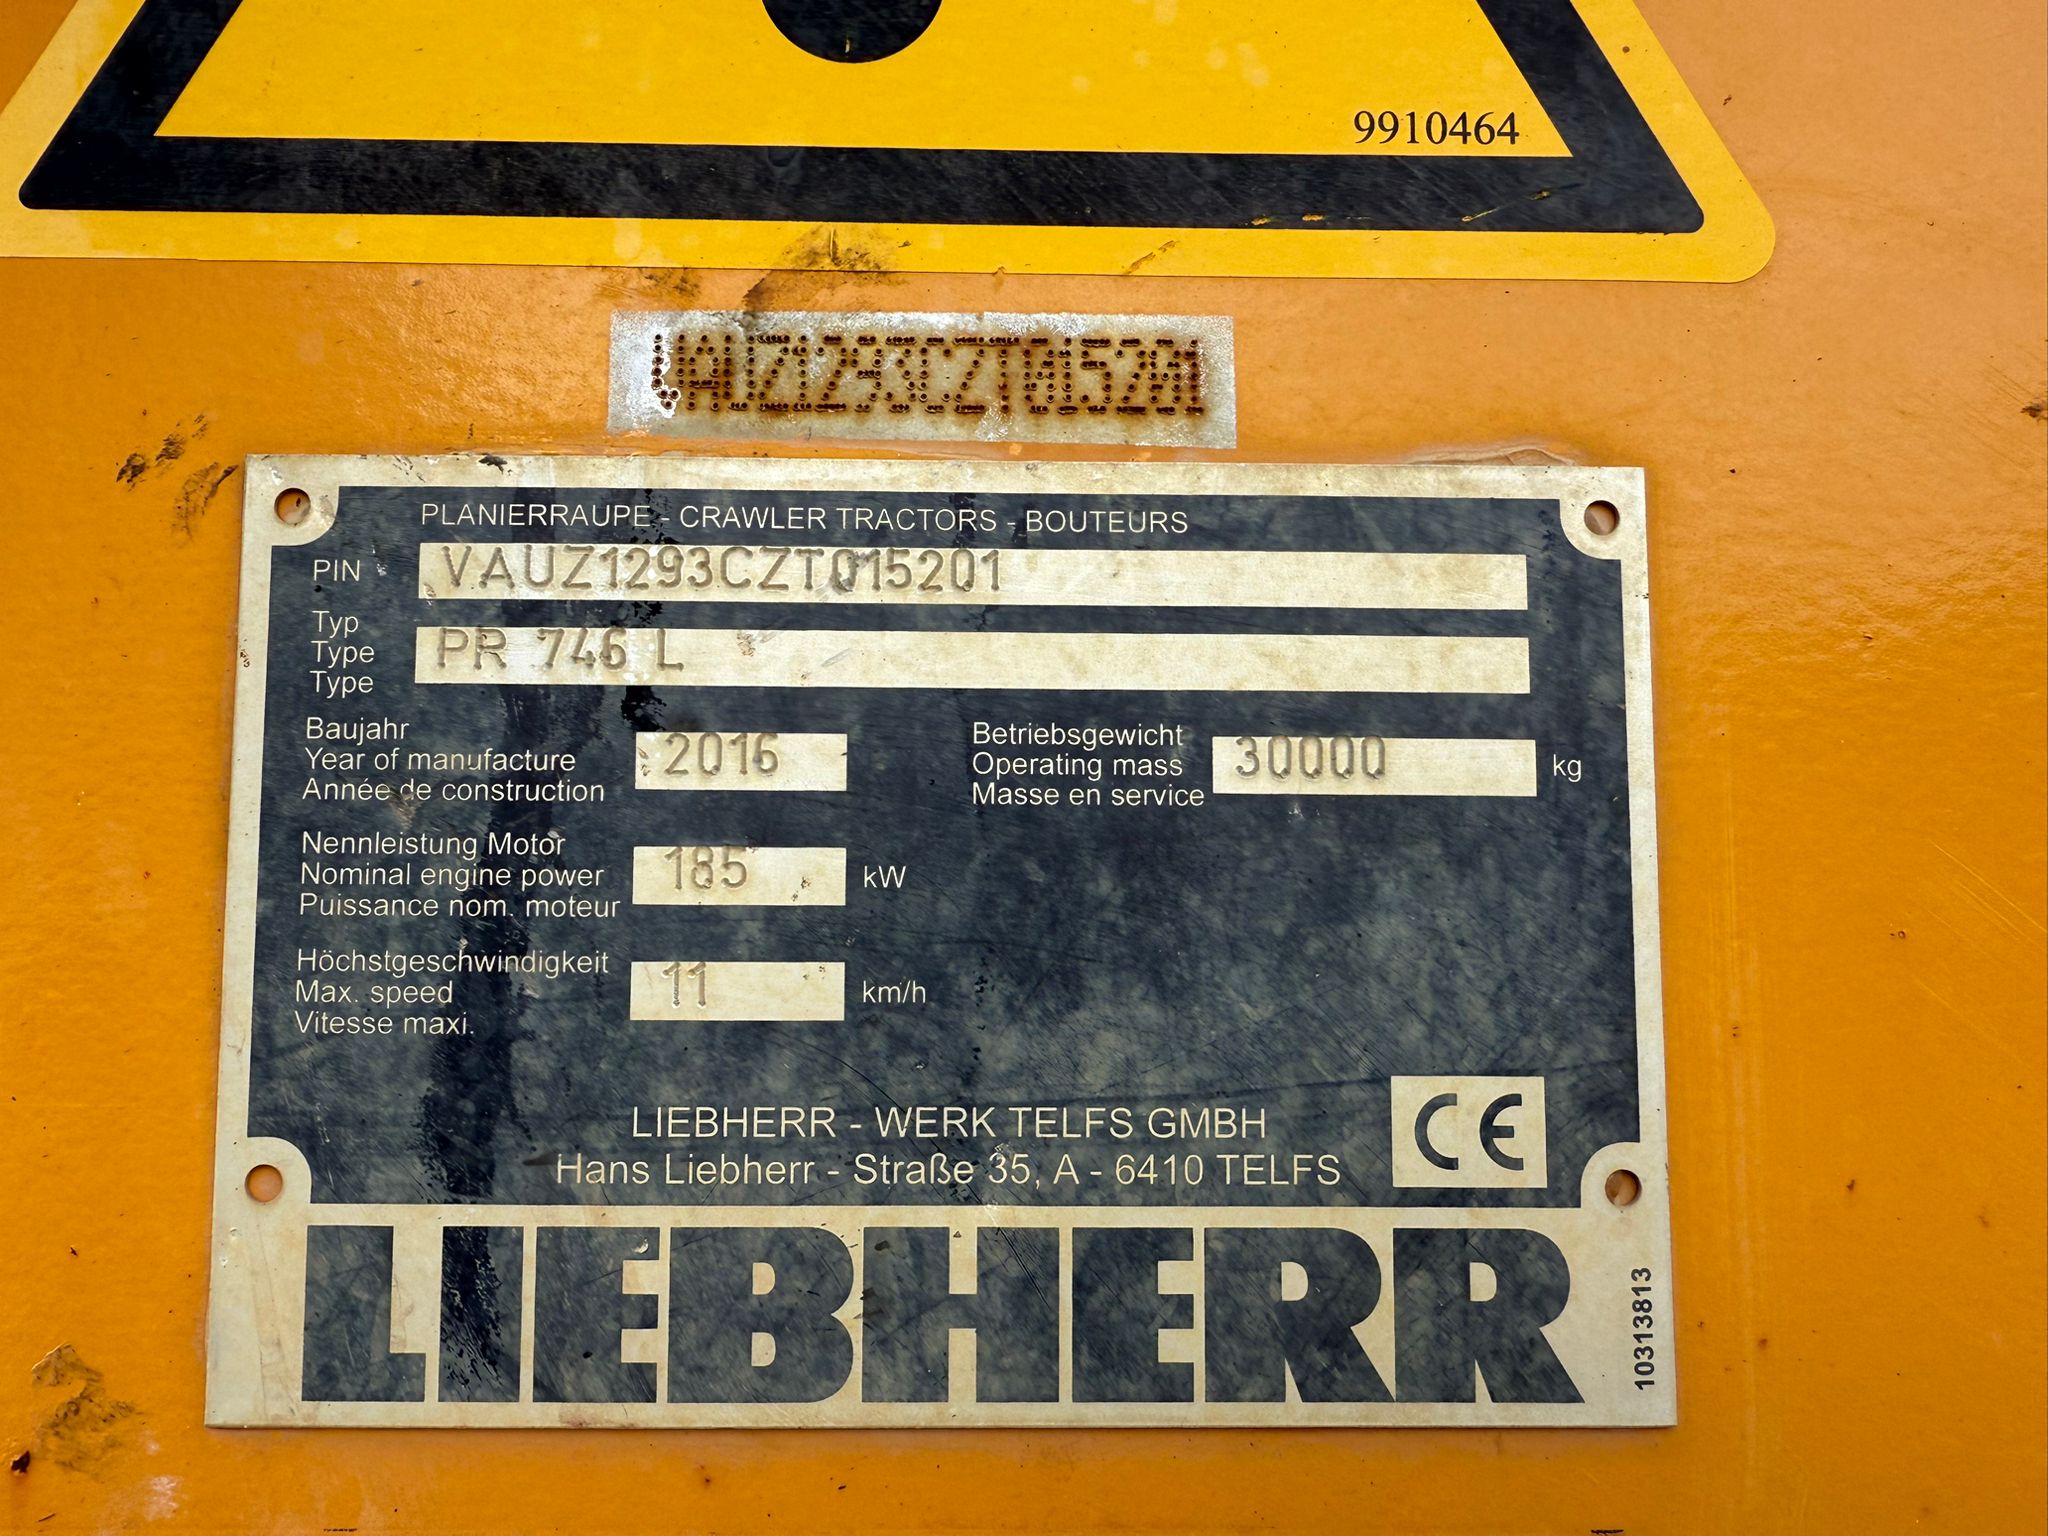 9910464
VAUZ1293CZT015201
PLANIERRAUPE - CRAWLER TRACTORS - BOUTEURS
PIN VAUZ1293CZT015201
Typ
Type PR 746 L
Type
Baujahr
Year of manufacture 2016
Année de construction
Betriebsgewicht
Operating mass 30000 kg
Masse en service
Nennleistung Motor
Nominal engine power 185 kW
Puissance nom. moteur
Höchstgeschwindigkeit
Max. speed 11 km/h
Vitesse maxi.
LIEBHERR - WERK TELFS GMBH
Hans Liebherr - Straße 35, A - 6410 TELFS
CE
LIEBHERR
10313813